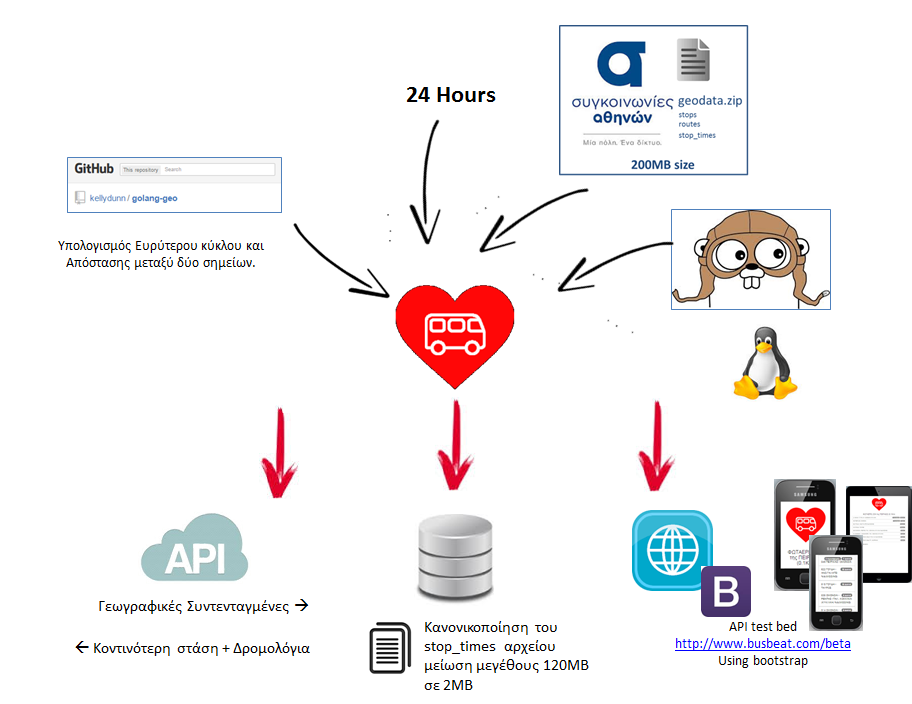 24 Hours
συγκοινωνίες
αθηνών
Μία πόλη. Ένα δίκτυο.
geodata.zip
stops
routes
stop_times
200MB size
GitHub
This repository
Search
kellydunn / golang-geo
Υπολογισμός Ευρύτερου κύκλου και
Απόστασης μεταξύ δύο σημείων.
API
Γεωγραφικές Συντενταγμένες →
← Κοντινότερη στάση + Δρομολόγια
Κανονικοποίηση του
stop_times αρχείου
μείωση μεγέθους 120MB
σε 2MB
B
SAMSUNG
SAMSUNG
API test bed
http://www.busbeat.com/beta
Using bootstrap